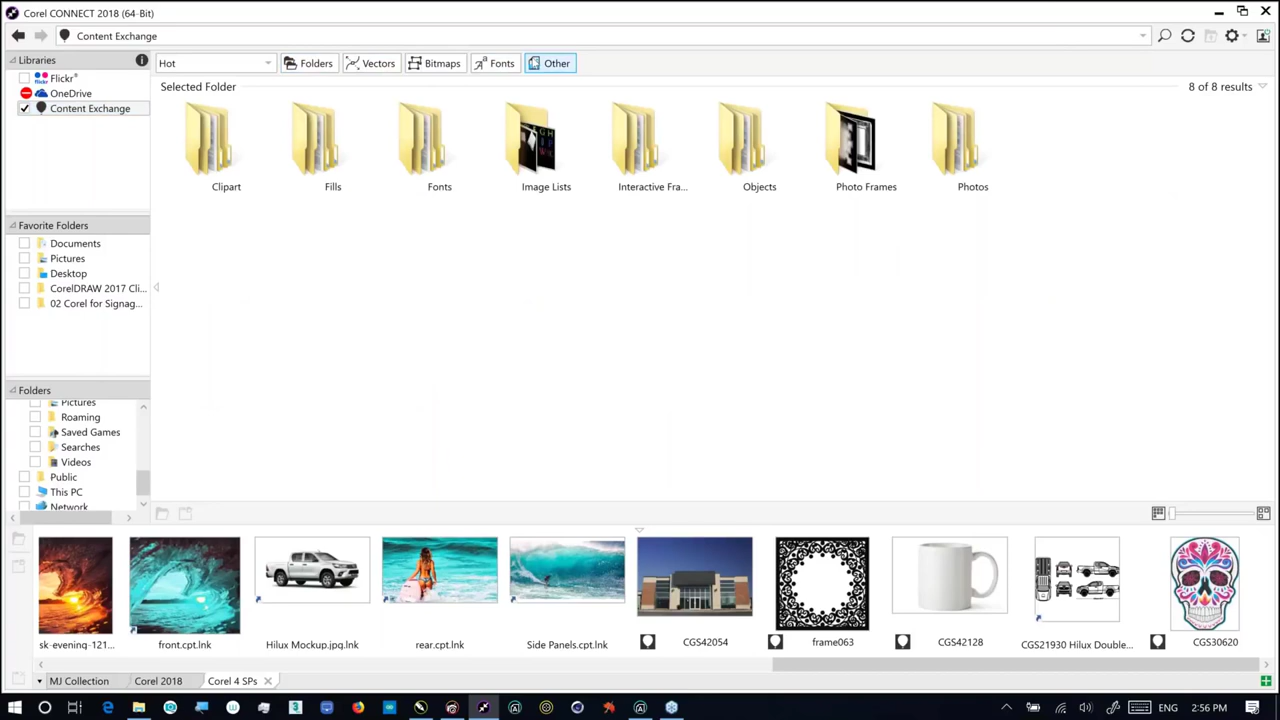 Corel CONNECT 2018 (64-Bit)
Content Exchange
Libraries
Hot
Folders
Vectors
Bitmaps
Fonts
Other
flickr Flickr®
OneDrive
Content Exchange
Selected Folder
8 of 8 results
Clipart
Fills
Fonts
Image Lists
Interactive Fra...
Objects
Photo Frames
Photos
Favorite Folders
Documents
Pictures
Desktop
CorelDRAW 2017 Cli...
02 Corel for Signag...
Folders
Pictures
Roaming
Saved Games
Searches
Videos
Public
This PC
Network
sk-evening-121...
front.cpt.lnk
Hilux Mockup.jpg.lnk
rear.cpt.lnk
Side Panels.cpt.lnk
CGS42054
frame063
CGS42128
CGS21930 Hilux Double...
CGS30620
MJ Collection
Corel 2018
Corel 4 SPs
ENG
2:56 PM